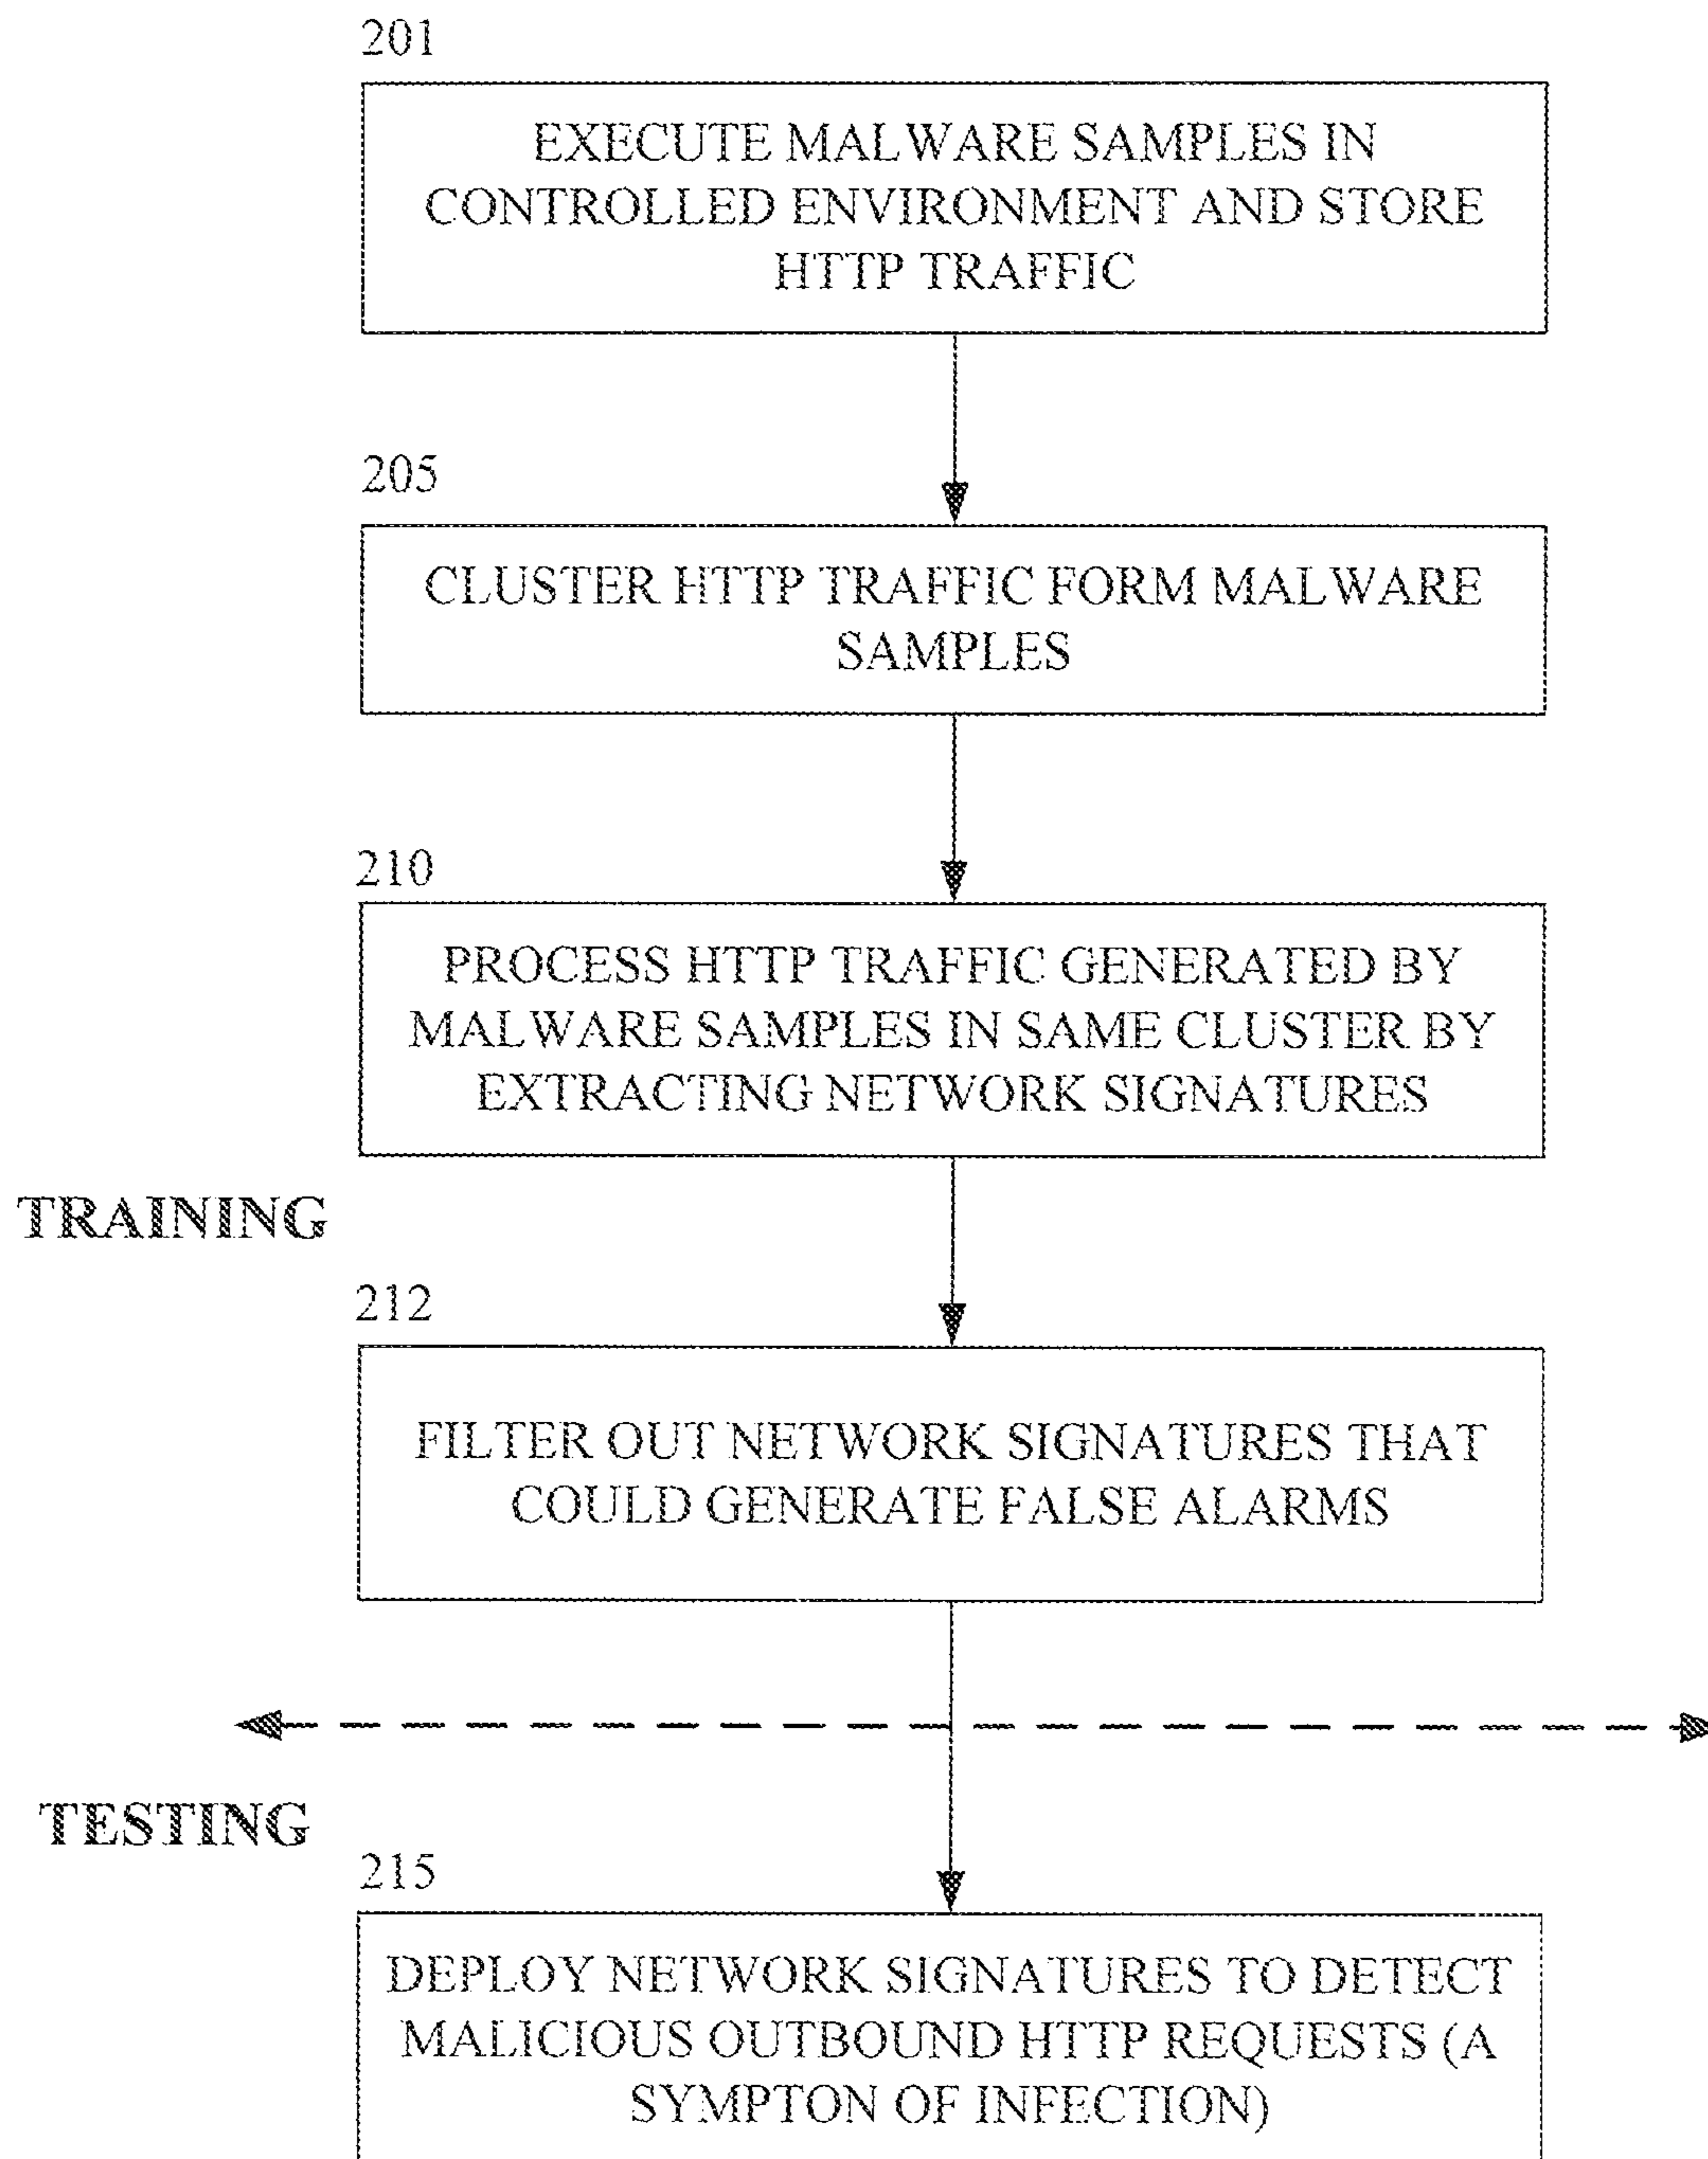 201
EXECUTE MALWARE SAMPLES IN
CONTROLLED ENVIRONMENT AND STORE
HTTP TRAFFIC
205
CLUSTER HTTP TRAFFIC FORM MALWARE
SAMPLES
210
PROCESS HTTP TRAFFIC GENERATED BY
MALWARE SAMPLES IN SAME CLUSTER BY
EXTRACTING NETWORK SIGNATURES
TRAINING
212
FILTER OUT NETWORK SIGNATURES THAT
COULD GENERATE FALSE ALARMS
TESTING
215
DEPLOY NETWORK SIGNATURES TO DETECT
MALICIOUS OUTBOUND HTTP REQUESTS (A
SYMPTON OF INFECTION)